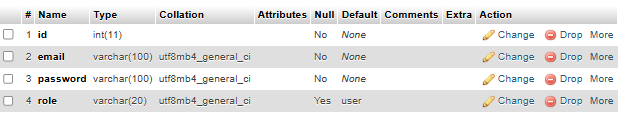 # Name Type Collation Attributes Null Default Comments Extra Action
1 id int(11) No None Change Drop More
2 email varchar(100) utf8mb4_general_ci No None Change Drop More
3 password varchar(100) utf8mb4_general_ci No None Change Drop More
4 role varchar(20) utf8mb4_general_ci Yes user Change Drop More